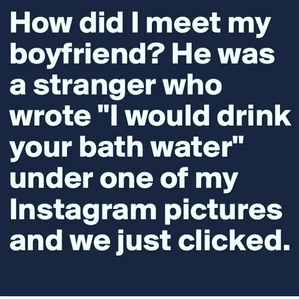 How did I meet my
boyfriend? He was
a stranger who
wrote "I would drink
your bath water"
under one of my
Instagram pictures
and we just clicked.